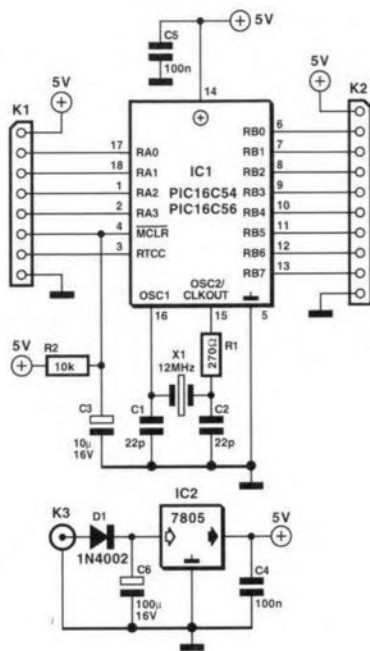 5V
C5
100n
5V
5V
K1
K2
14
IC1
PIC16C54
PIC16C56
17
RA0
18
RA1
1
RA2
2
RA3
4
MCLR
3
RTCC
RB0
6
RB1
7
RB2
8
RB3
9
RB4
10
RB5
11
RB6
12
RB7
13
OSC1
OSC2/
CLKOUT
16
15
5
5V
R2
10k
X1
12MHz
270Ω
R1
C3
10µ
16V
C1
22p
C2
22p
K3
D1
1N4002
IC2
7805
5V
C6
100µ
16V
C4
100n